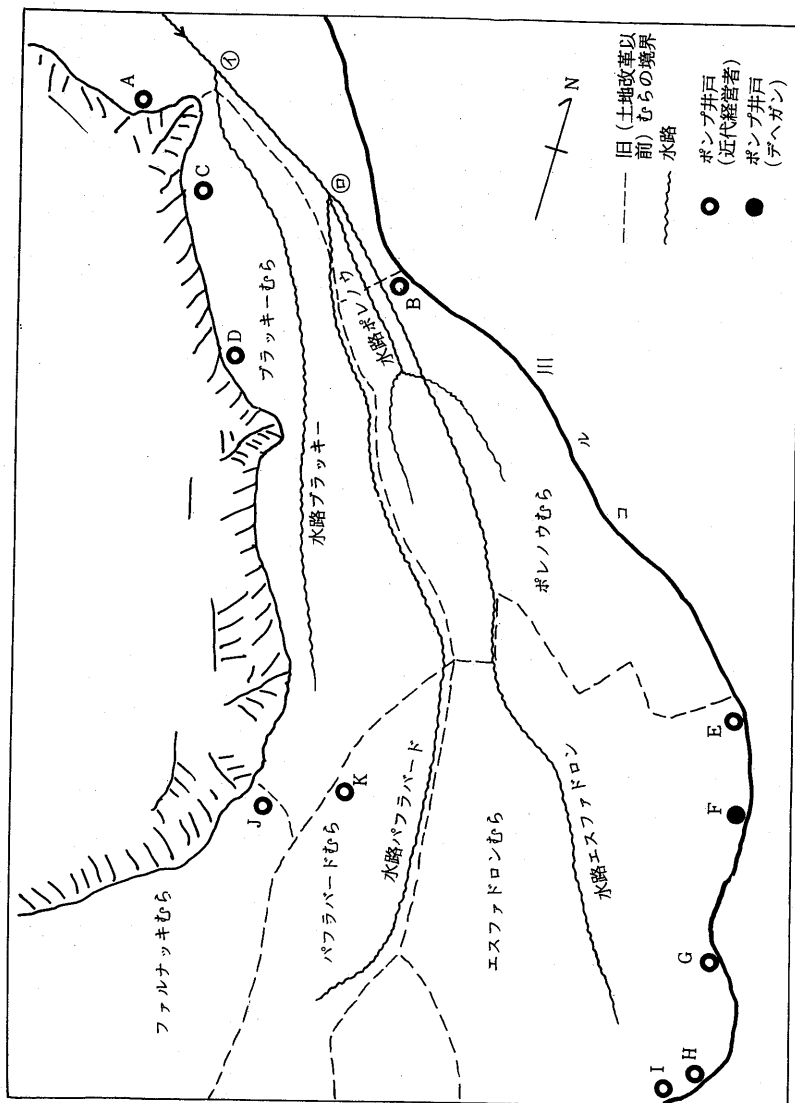 N
旧(土地改革以
前)むらの境界
水路
ポンプ井戸
(近代経営者)
ポンプ井戸
(デヘガン)
A
B
C
D
E
F
G
H
I
J
K
イ
ロ
コル川
ブラッキーむら
水路ブラッキー
水路ポレノウ
ポレノウむら
ファルナッキむら
パフラバードむら
水路パフラバード
エスファドロンむら
水路エスファドロン